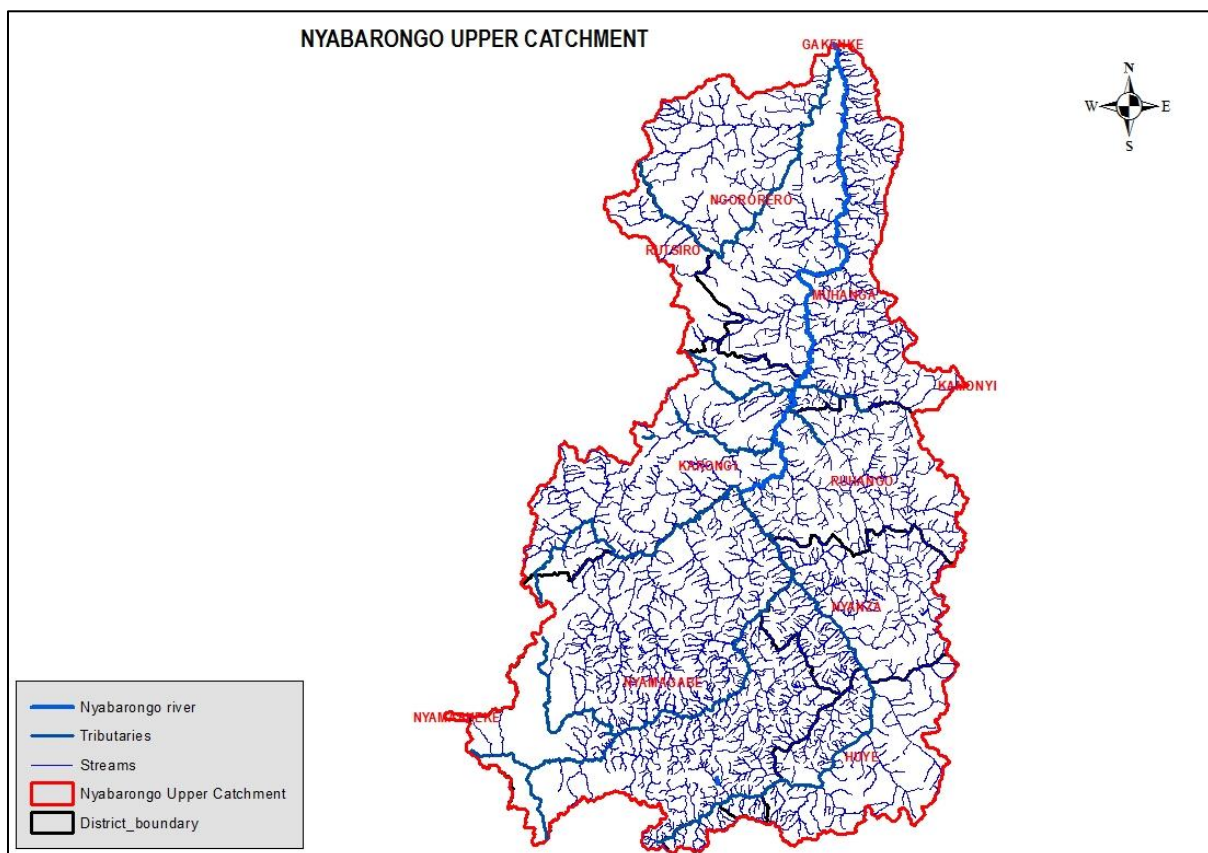 NYABARONGO UPPER CATCHMENT
GAKENKE
N
W
E
S
NGORORERO
RUTSIRO
MUHANGA
KAMONYI
KARONGI
RUHANGO
NYANZA
NYAMAGABE
NYAMASHEKE
HUYE
Nyabarongo river
Tributaries
Streams
Nyabarongo Upper Catchment
District_boundary